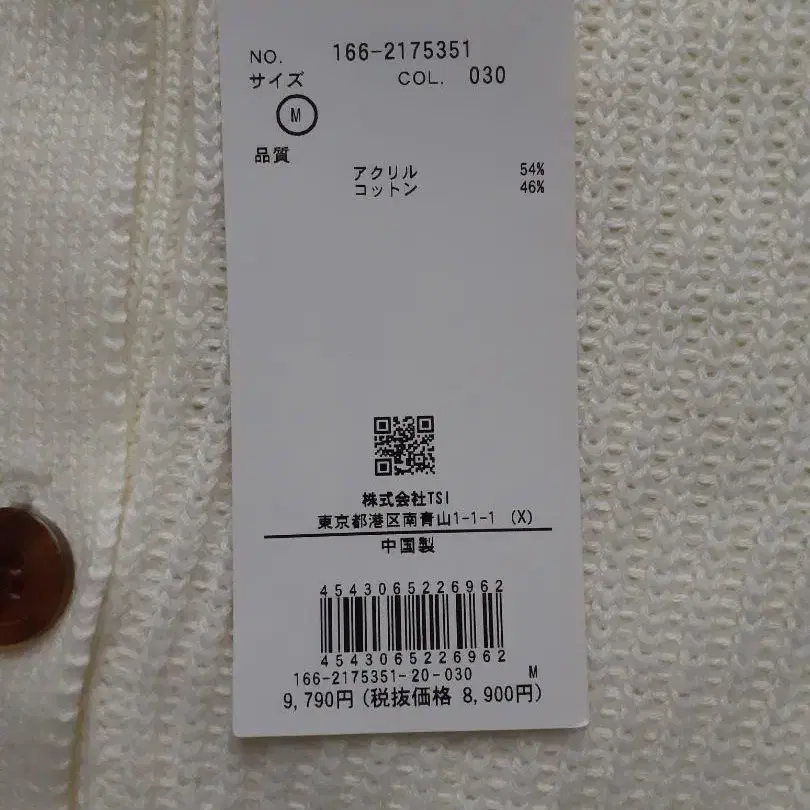 NO. 166-2175351
サイズ COL. 030
M
品質
アクリル 54%
コットン 46%
株式会社TSI
東京都港区南青山1-1-1 (X)
中国製
4543065226962
4543065226962
166-2175351-20-030 M
9,790円(税抜価格 8,900円)